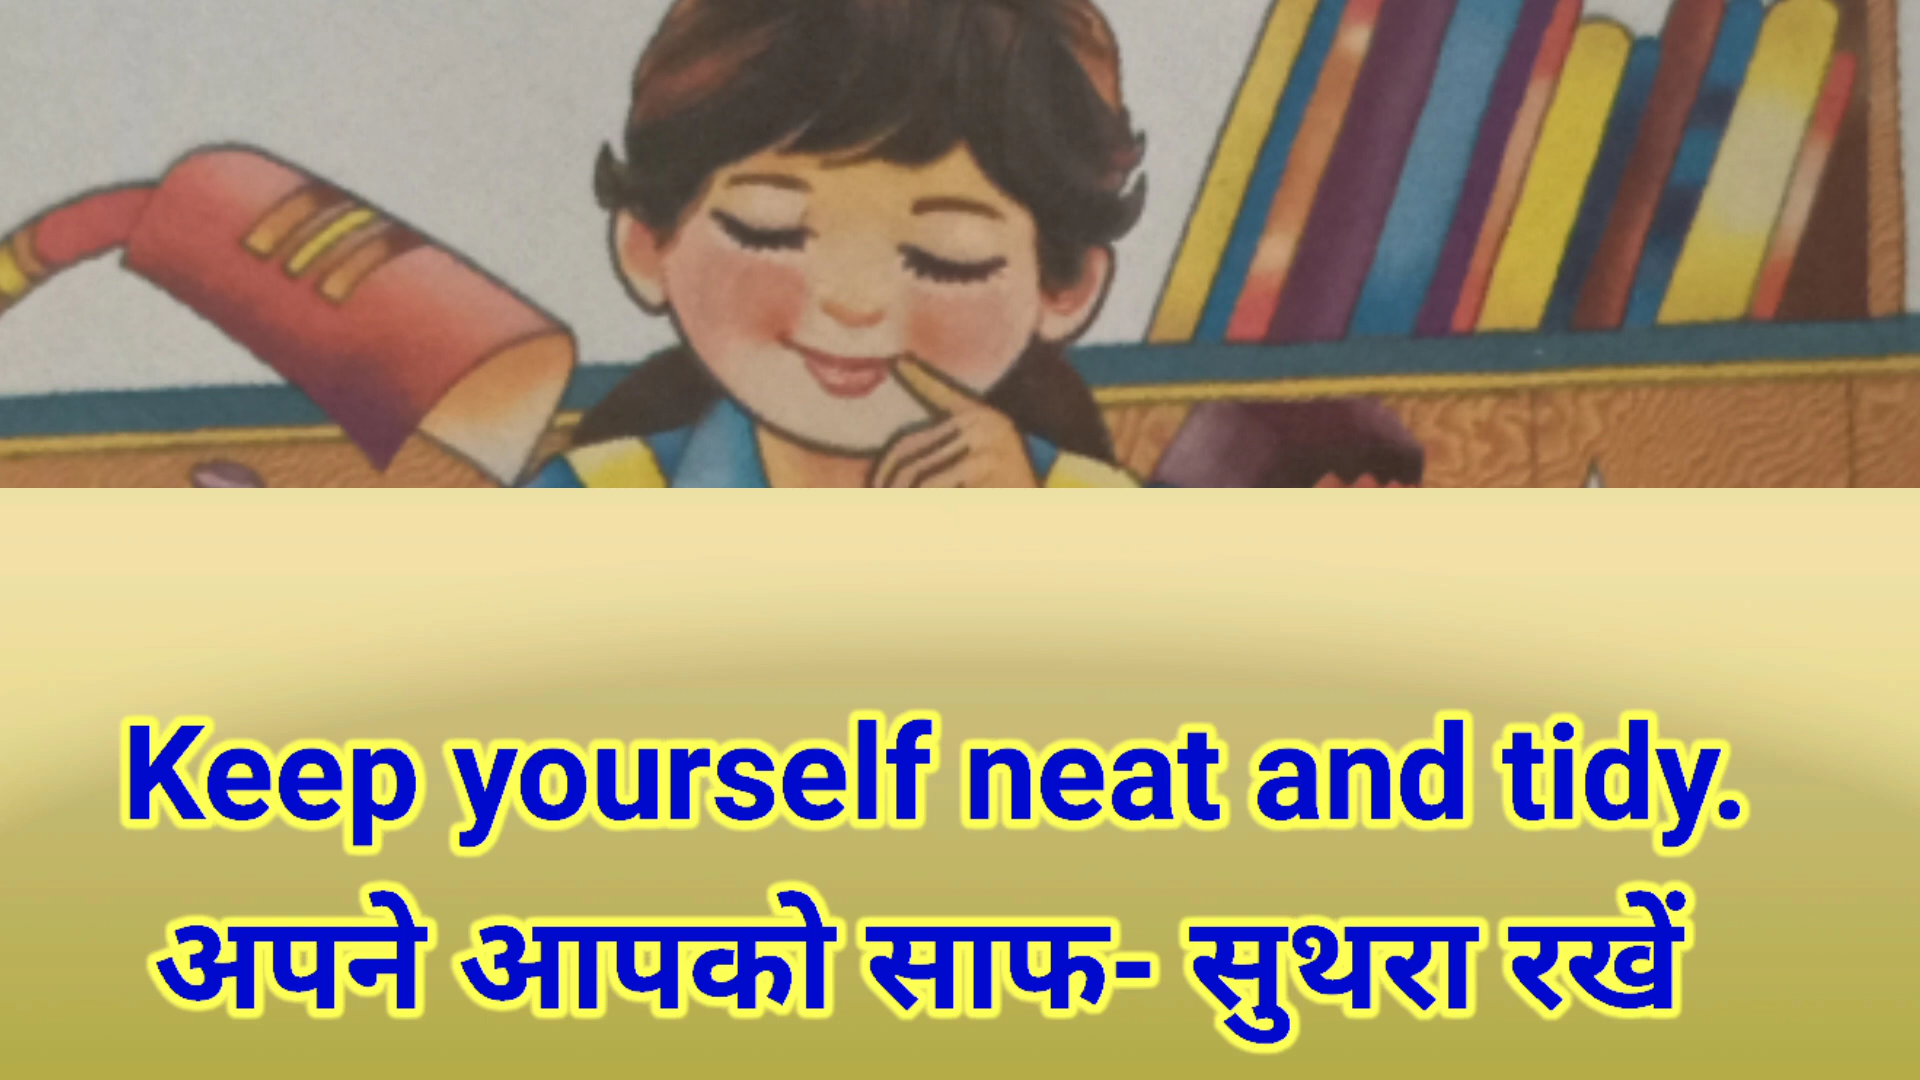 Keep yourself neat and tidy.
अपने आपको साफ- सुथरा रखें